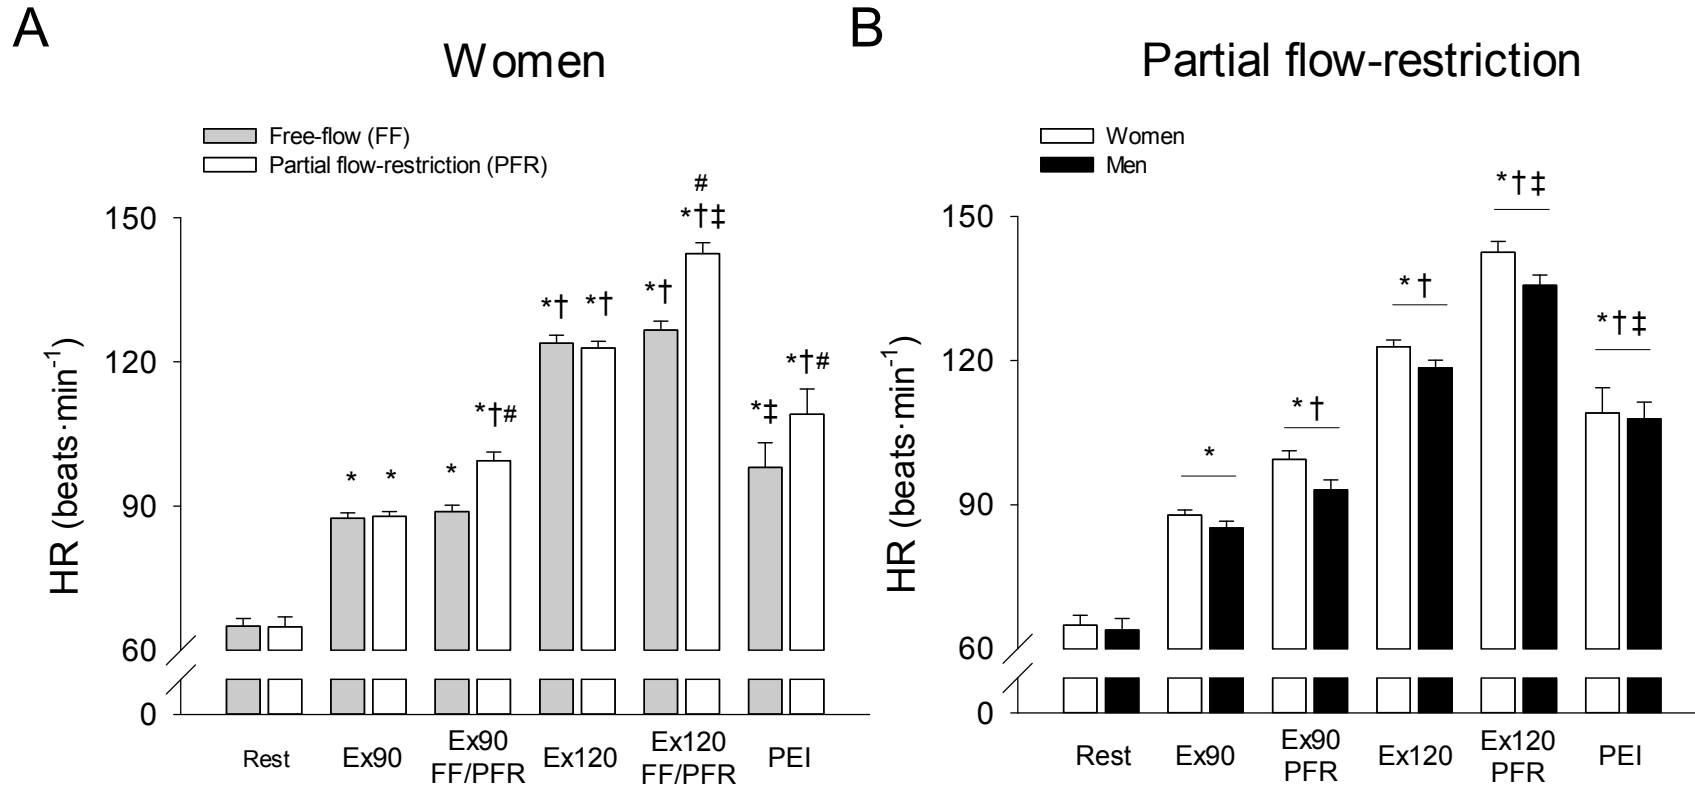 A
Women
Free-flow (FF)
Partial flow-restriction (PFR)
HR (beats·min-1)
150
120
90
60
0
*
*
*
*†#
*†
*†
*†
#
*†‡
*‡
*†#
Rest
Ex90
Ex90
FF/PFR
Ex120
Ex120
FF/PFR
PEI
B
Partial flow-restriction
Women
Men
HR (beats·min-1)
150
120
90
60
0
*
*†
*†
*†‡
*†‡
Rest
Ex90
Ex90
PFR
Ex120
Ex120
PFR
PEI